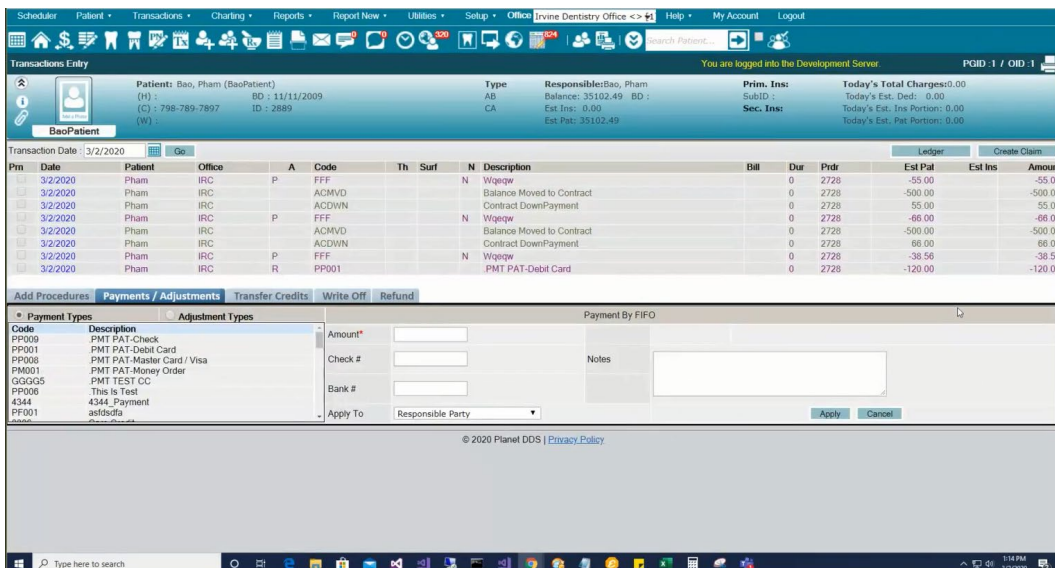 Scheduler Patient Transactions Charting Reports Report New Utilities Setup Office Irvine Dentistry Office <> Help My Account Logout
320 824 Search Patient...
Transactions Entry You are logged into the Development Server. PGID :1 / OID :1
Patient: Bao, Pham (BaoPatient) Type Responsible:Bao, Pham Prim. Ins: Today's Total Charges:0.00
(H) : BD : 11/11/2009 AB Balance: 35102.49 BD : SubID : Today's Est. Ded: 0.00
(C) : 798-789-7897 ID : 2889 CA Est Ins: 0.00 Sec. Ins: Today's Est. Ins Portion: 0.00
(W) : Est Pat: 35102.49 Today's Est. Pat Portion: 0.00
BaoPatient
Transaction Date : 3/2/2020 Go Ledger Create Claim
Prn Date Patient Office A Code Th Surf N Description Bill Dur Prdr Est Pat Est Ins Amour
3/2/2020 Pham IRC P FFF N Wqeqw 0 2728 -55.00 -55.0
3/2/2020 Pham IRC ACMVD Balance Moved to Contract 0 2728 -500.00 -500.0
3/2/2020 Pham IRC ACDWN Contract DownPayment 0 2728 55.00 55.0
3/2/2020 Pham IRC P FFF N Wqeqw 0 2728 -66.00 -66.0
3/2/2020 Pham IRC ACMVD Balance Moved to Contract 0 2728 -500.00 -500.0
3/2/2020 Pham IRC ACDWN Contract DownPayment 0 2728 66.00 66.0
3/2/2020 Pham IRC P FFF N Wqeqw 0 2728 -38.56 -38.5
3/2/2020 Pham IRC R PP001 .PMT PAT-Debit Card 0 2728 -120.00 -120.0
Add Procedures Payments / Adjustments Transfer Credits Write Off Refund
Payment Types Adjustment Types Payment By FIFO
Code Description
PP009 .PMT PAT-Check
PP001 .PMT PAT-Debit Card
PP008 .PMT PAT-Master Card / Visa
PM001 .PMT PAT-Money Order
GGGG5 .PMT TEST CC
PP006 .This Is Test
4344 4344_Payment
PF001 asfdsdfa
Amount*
Check # Notes
Bank #
Apply To Responsible Party Apply Cancel
© 2020 Planet DDS | Privacy Policy
Type here to search 1:14 PM